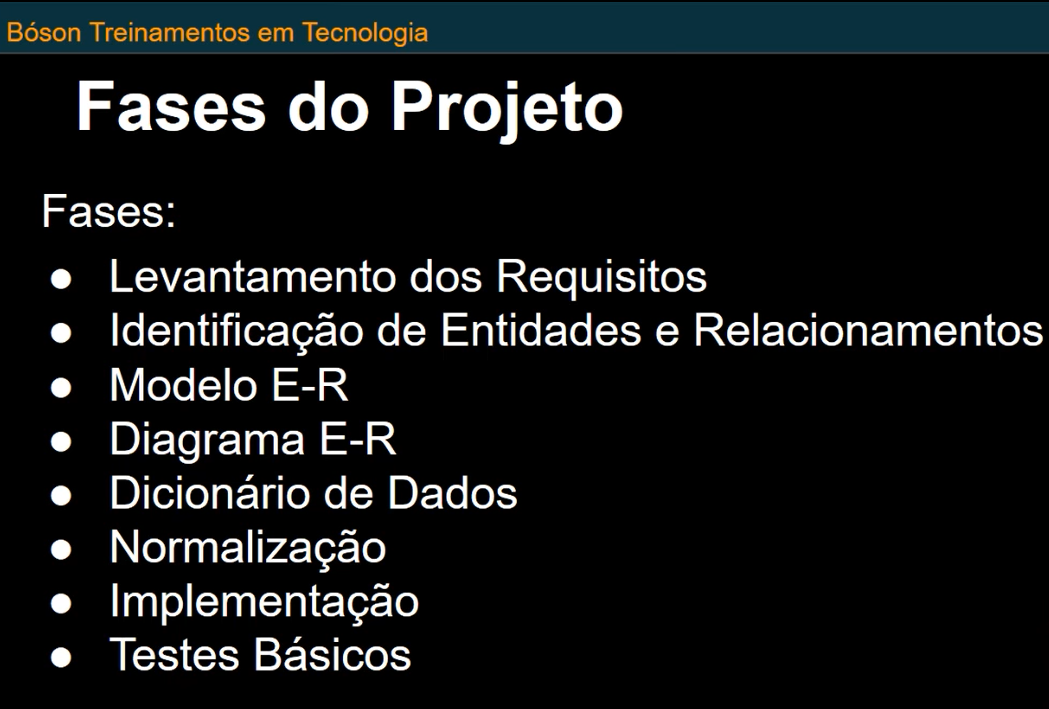 Bóson Treinamentos em Tecnologia
Fases do Projeto
Fases:
● Levantamento dos Requisitos
● Identificação de Entidades e Relacionamentos
● Modelo E-R
● Diagrama E-R
● Dicionário de Dados
● Normalização
● Implementação
● Testes Básicos